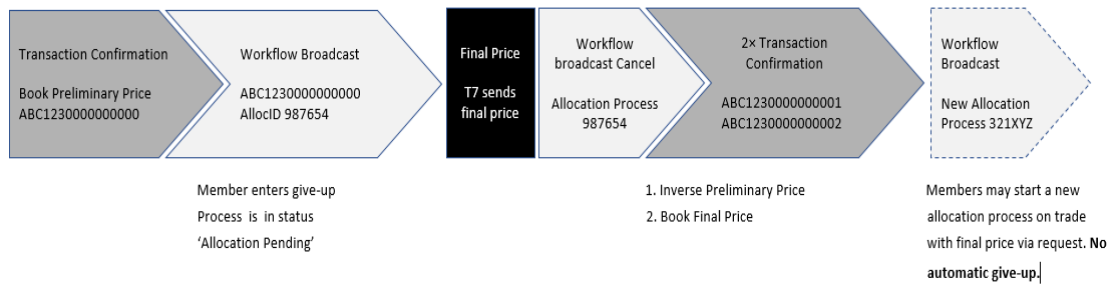 Transaction Confirmation
Book Preliminary Price
ABC1230000000000
Workflow Broadcast
ABC1230000000000
AllocID 987654
Final Price
T7 sends
final price
Workflow
broadcast Cancel
Allocation Process
987654
2× Transaction
Confirmation
ABC1230000000001
ABC1230000000002
Workflow
Broadcast
New Allocation
Process 321XYZ
Member enters give-up
Process is in status
‘Allocation Pending’
1. Inverse Preliminary Price
2. Book Final Price
Members may start a new
allocation process on trade
with final price via request. No
automatic give-up.